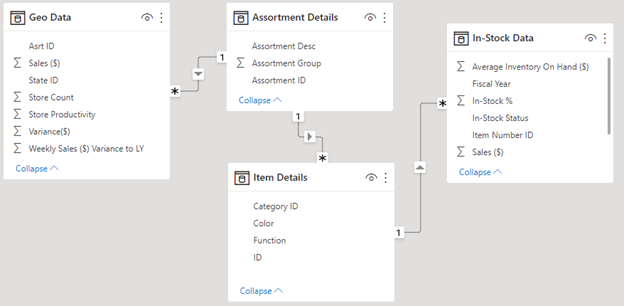 Geo Data
Asrt ID
Σ Sales ($)
State ID
Σ Store Count
Σ Store Productivity
Σ Variance($)
Σ Weekly Sales ($) Variance to LY
Collapse
*
1
Assortment Details
Assortment Desc
Σ Assortment Group
Assortment ID
Collapse
1
*
Item Details
Category ID
Color
Function
ID
Collapse
1
*
In-Stock Data
Σ Average Inventory On Hand ($)
Fiscal Year
Σ In-Stock %
In-Stock Status
Item Number ID
Σ Sales ($)
Collapse